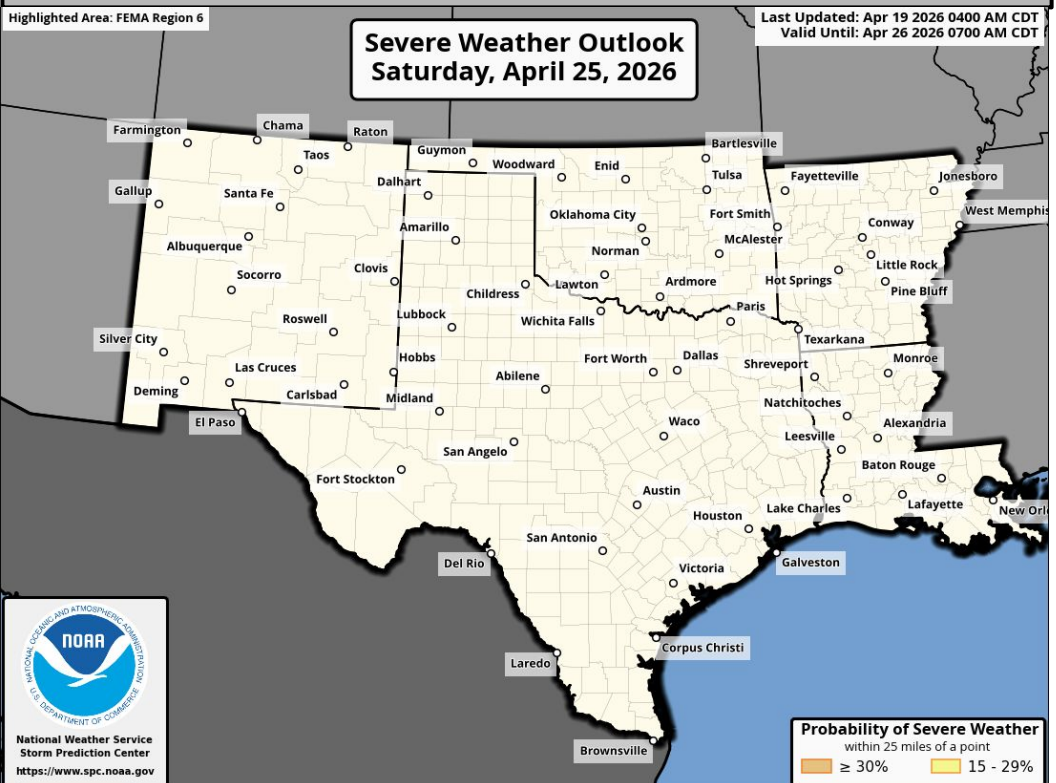 Highlighted Area: FEMA Region 6
Last Updated: Apr 19 2026 0400 AM CDT
Valid Until: Apr 26 2026 0700 AM CDT
Severe Weather Outlook
Saturday, April 25, 2026
Farmington
Chama
Raton
Taos
Guymon
Woodward
Enid
Bartlesville
Tulsa
Fayetteville
Jonesboro
Gallup
Santa Fe
Dalhart
Oklahoma City
Fort Smith
Conway
West Memphis
Albuquerque
Amarillo
Norman
McAlester
Little Rock
Socorro
Clovis
Childress
Lawton
Ardmore
Hot Springs
Pine Bluff
Roswell
Lubbock
Wichita Falls
Paris
Texarkana
Silver City
Las Cruces
Hobbs
Fort Worth
Dallas
Shreveport
Monroe
Deming
Carlsbad
Midland
Abilene
Natchitoches
El Paso
San Angelo
Waco
Leesville
Alexandria
Fort Stockton
Austin
Baton Rouge
Houston
Lake Charles
Lafayette
New Orl
Del Rio
San Antonio
Galveston
Victoria
Laredo
Corpus Christi
Brownsville
NATIONAL OCEANIC AND ATMOSPHERIC ADMINISTRATION
NOAA
U.S. DEPARTMENT OF COMMERCE
National Weather Service
Storm Prediction Center
https://www.spc.noaa.gov
Probability of Severe Weather
within 25 miles of a point
≥ 30%
15 - 29%